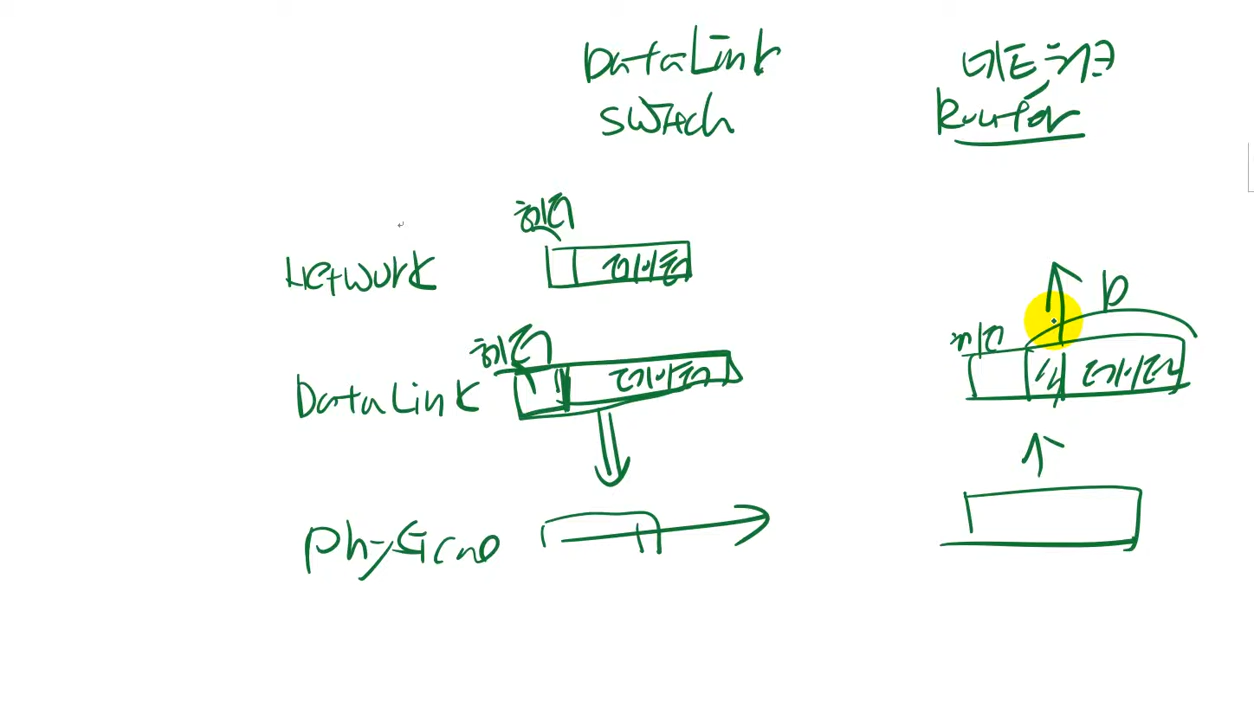 DataLink
Switch
네트워크
Router
헤더
Network
데이터
D
헤더
헤더
DataLink
데이터
데이터
Physical